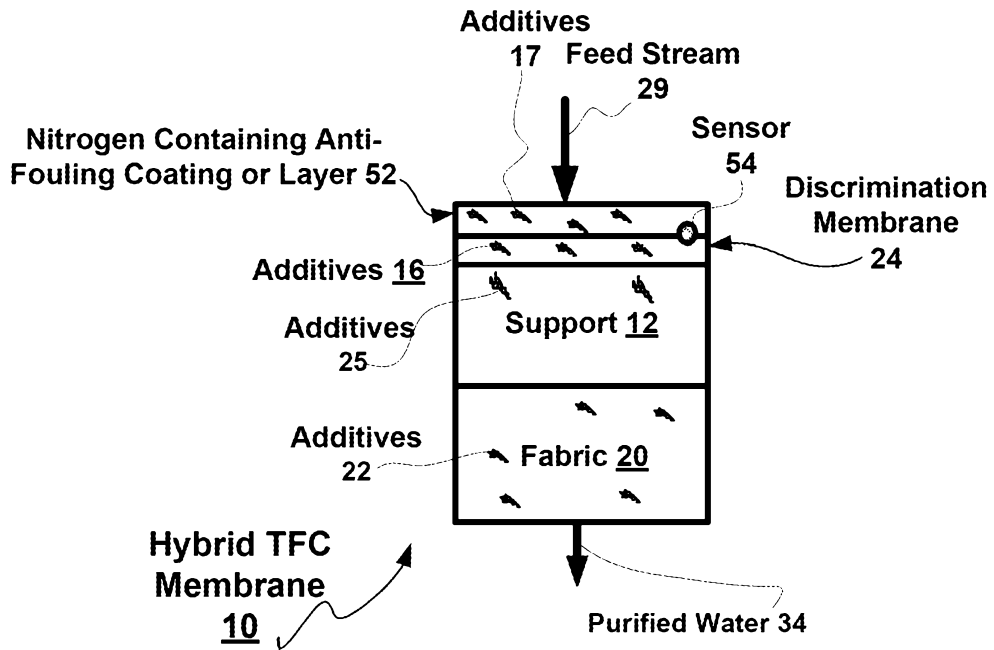 Additives
17
Feed Stream
29
Sensor
54
Nitrogen Containing Anti-
Fouling Coating or Layer 52
Discrimination
Membrane
24
Additives 16
Additives
25
Support 12
Additives
22
Fabric 20
Hybrid TFC
Membrane
10
Purified Water 34